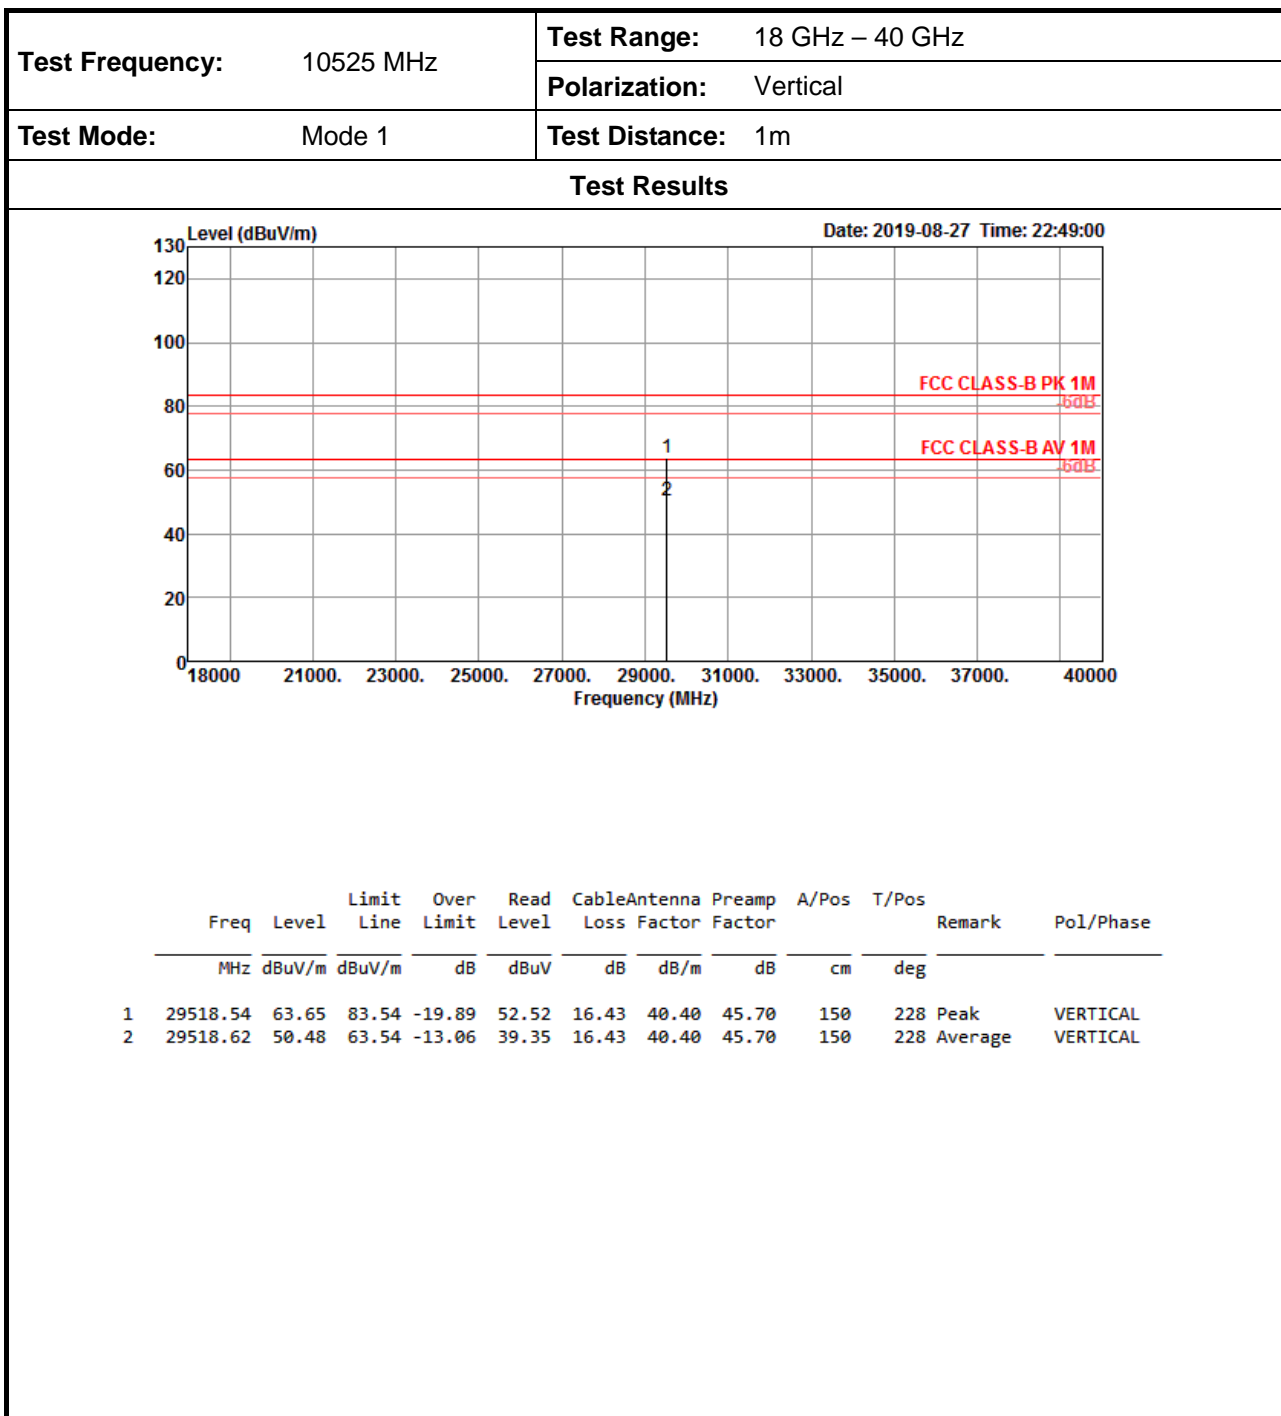 Test Frequency: 10525 MHz Test Range: 18 GHz – 40 GHz
Polarization: Vertical
Test Mode: Mode 1 Test Distance: 1m
Test Results
Level (dBuV/m) Date: 2019-08-27 Time: 22:49:00
130
120
100
FCC CLASS-B PK 1M
80 -6dB
1 FCC CLASS-B AV 1M
60 -6dB
2
40
20
0
18000 21000. 23000. 25000. 27000. 29000. 31000. 33000. 35000. 37000. 40000
Frequency (MHz)
Limit Over Read CableAntenna Preamp A/Pos T/Pos
Freq Level Line Limit Level Loss Factor Factor Remark Pol/Phase
MHz dBuV/m dBuV/m dB dBuV dB dB/m dB cm deg
1 29518.54 63.65 83.54 -19.89 52.52 16.43 40.40 45.70 150 228 Peak VERTICAL
2 29518.62 50.48 63.54 -13.06 39.35 16.43 40.40 45.70 150 228 Average VERTICAL